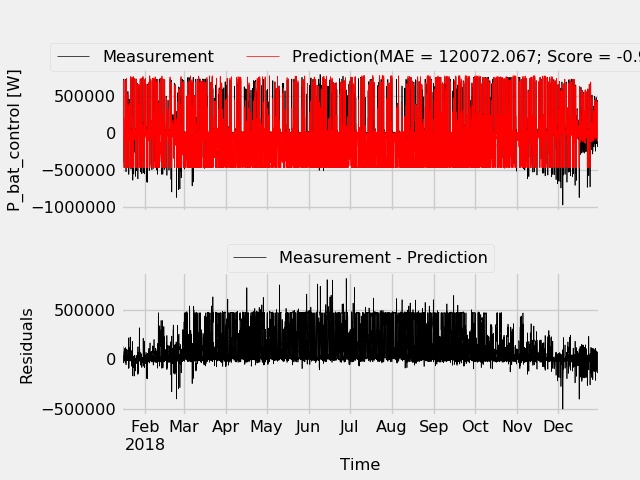 Measurement
Prediction(MAE = 120072.067; Score = -0.9
P_bat_control [W]
500000
0
−500000
−1000000
Measurement - Prediction
Residuals
500000
0
−500000
Feb Mar Apr May Jun Jul Aug Sep Oct Nov Dec
2018
Time